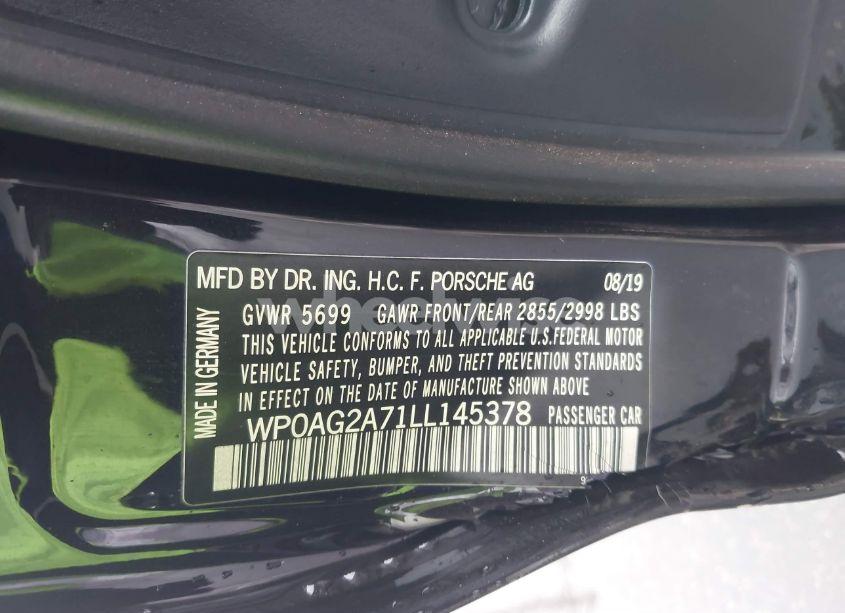 MFD BY DR. ING. H.C. F. PORSCHE AG 08/19
GVWR 5699 GAWR FRONT/REAR 2855/2998 LBS
THIS VEHICLE CONFORMS TO ALL APPLICABLE U.S.FEDERAL MOTOR
VEHICLE SAFETY, BUMPER, AND THEFT PREVENTION STANDARDS
IN EFFECT ON THE DATE OF MANUFACTURE SHOWN ABOVE.
WP0AG2A71LL145378 PASSENGER CAR
MADE IN GERMANY